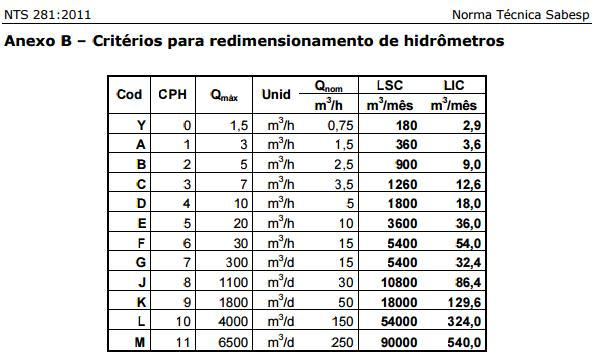 NTS 281:2011 Norma Técnica Sabesp
Anexo B – Critérios para redimensionamento de hidrômetros
Cod CPH Qmáx Unid Qnom LSC LIC
m³/h m³/mês m³/mês
Y 0 1,5 m³/h 0,75 180 2,9
A 1 3 m³/h 1,5 360 3,6
B 2 5 m³/h 2,5 900 9,0
C 3 7 m³/h 3,5 1260 12,6
D 4 10 m³/h 5 1800 18,0
E 5 20 m³/h 10 3600 36,0
F 6 30 m³/h 15 5400 54,0
G 7 300 m³/d 15 5400 32,4
J 8 1100 m³/d 30 10800 86,4
K 9 1800 m³/d 50 18000 129,6
L 10 4000 m³/d 150 54000 324,0
M 11 6500 m³/d 250 90000 540,0